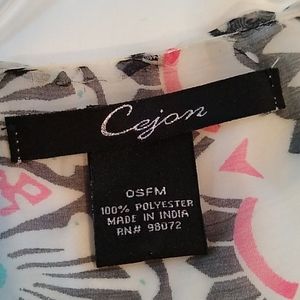 Cejon
OSFM
100% POLYESTER
MADE IN INDIA
RN# 98072